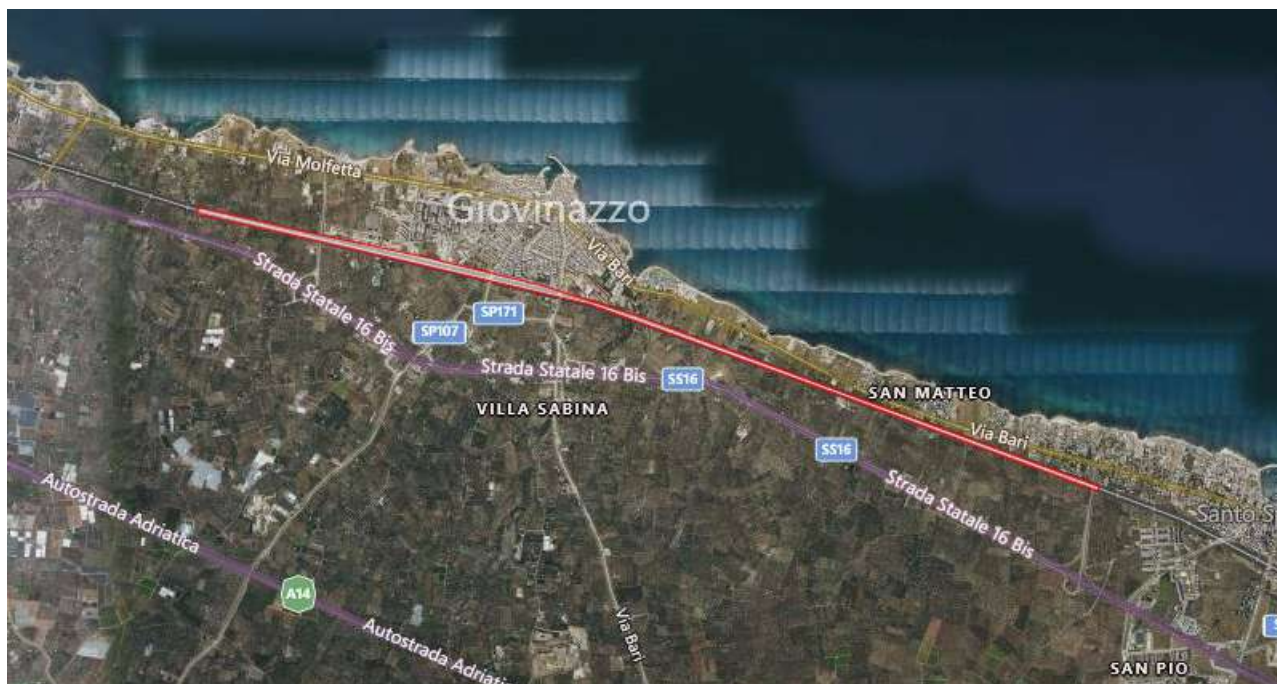 Via Molfetta
Giovinazzo
Via Bari
Strada Statale 16 Bis
SP171
SP107
Strada Statale 16 Bis
SS16
SAN MATTEO
VILLA SABINA
Via Bari
SS16
Strada Statale 16 Bis
Autostrada Adriatica
Santo S
A14
Autostrada Adriatica
Via Bari
S
SAN PIO